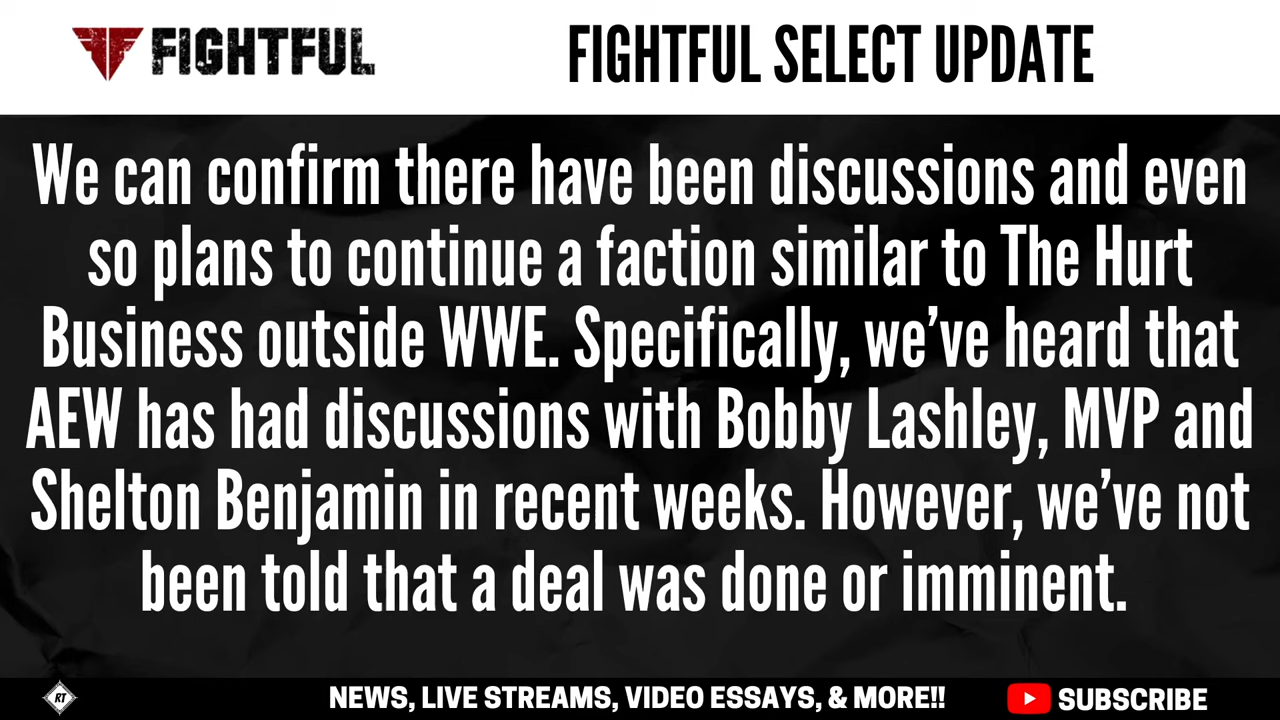 FIGHTFUL
FIGHTFUL SELECT UPDATE
We can confirm there have been discussions and even
so plans to continue a faction similar to The Hurt
Business outside WWE. Specifically, we’ve heard that
AEW has had discussions with Bobby Lashley, MVP and
Shelton Benjamin in recent weeks. However, we’ve not
been told that a deal was done or imminent.
RT
NEWS, LIVE STREAMS, VIDEO ESSAYS, & MORE!!
SUBSCRIBE